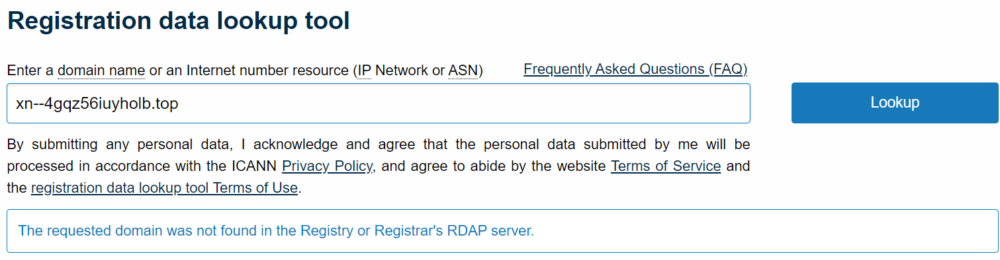 Registration data lookup tool
Enter a domain name or an Internet number resource (IP Network or ASN)
Frequently Asked Questions (FAQ)
xn--4gqz56iuyholb.top
Lookup
By submitting any personal data, I acknowledge and agree that the personal data submitted by me will be
processed in accordance with the ICANN Privacy Policy, and agree to abide by the website Terms of Service and
the registration data lookup tool Terms of Use.
The requested domain was not found in the Registry or Registrar's RDAP server.